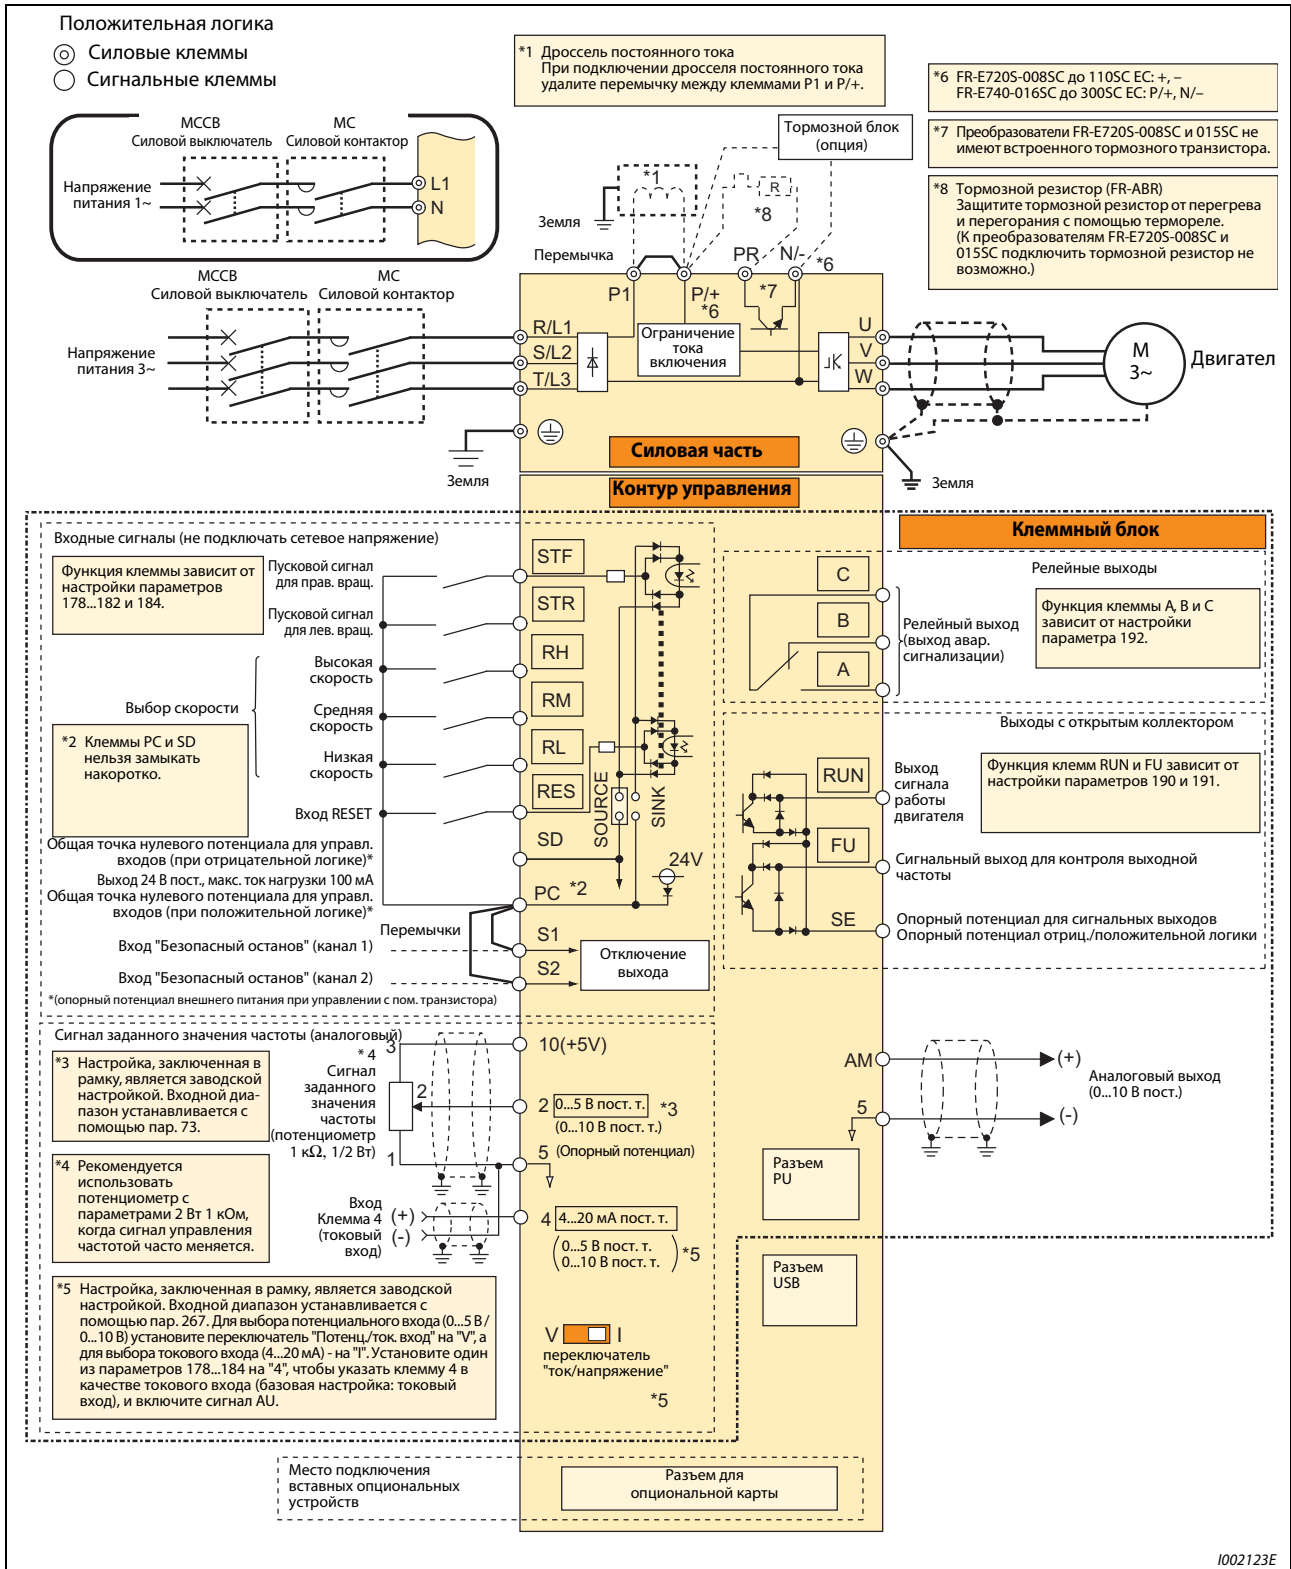 Положительная логика
Силовые клеммы
Сигнальные клеммы
*1 Дроссель постоянного тока
При подключении дросселя постоянного тока
удалите перемычку между клеммами P1 и P/+.
*6 FR-E720S-008SC до 110SC EC: +, –
FR-E740-016SC до 300SC EC: P/+, N/–
*7 Преобразователи FR-E720S-008SC и 015SC не
имеют встроенного тормозного транзистора.
*8 Тормозной резистор (FR-ABR)
Защитите тормозной резистор от перегрева
и перегорания с помощью термореле.
(К преобразователям FR-E720S-008SC и
015SC подключить тормозной резистор не
возможно.)
MCCB
Силовой выключатель
MC
Силовой контактор
Напряжение
питания 1~
L1
N
Тормозной блок
(опция)
*1
R
*8
Земля
Перемычка
PR
N/-
*6
P1
P/+
*6
*7
MCCB
Силовой выключатель
MC
Силовой контактор
Напряжение
питания 3~
R/L1
S/L2
T/L3
Ограничение
тока
включения
U
V
W
M
3~
Двигател
Земля
Силовая часть
Земля
Контур управления
Клеммный блок
Входные сигналы (не подключать сетевое напряжение)
Функция клеммы зависит от
настройки параметров
178...182 и 184.
Пусковой сигнал
для прав. вращ.
Пусковой сигнал
для лев. вращ.
Высокая
скорость
Выбор скорости
Средняя
скорость
Низкая
скорость
*2 Клеммы PC и SD
нельзя замыкать
накоротко.
Вход RESET
Общая точка нулевого потенциала для управл.
входов (при отрицательной логике)*
Выход 24 В пост., макс. ток нагрузки 100 мА
Общая точка нулевого потенциала для управл.
входов (при положительной логике)*
Перемычки
Вход "Безопасный останов" (канал 1)
Вход "Безопасный останов" (канал 2)
*(опорный потенциал внешнего питания при управлении с пом. транзистора)
STF
STR
RH
RM
RL
RES
SD
PC *2
S1
S2
SOURCE
SINK
24V
Отключение
выхода
Релейные выходы
C
B
A
Релейный выход
(выход авар.
сигнализации)
Функция клеммы A, B и C
зависит от настройки
параметра 192.
Выходы с открытым коллектором
RUN
FU
SE
Выход
сигнала
работы
двигателя
Функция клемм RUN и FU зависит от
настройки параметров 190 и 191.
Сигнальный выход для контроля выходной
частоты
Опорный потенциал для сигнальных выходов
Опорный потенциал отриц./положительной логики
Сигнал заданного значения частоты (аналоговый)
*3 Настройка, заключенная в
рамку, является заводской
настройкой. Входной диа-
пазон устанавливается с
помощью пар. 73.
*4 Рекомендуется
использовать
потенциометр с
параметрами 2 Вт 1 кОм,
когда сигнал управления
частотой часто меняется.
* 4
Сигнал
заданного
значения
частоты
(потенциометр
1 кΩ, 1/2 Вт)
3
2
1
Вход
Клемма 4
(токовый
вход)
(+)
(-)
10(+5V)
2 0...5 В пост. т. *3
(0...10 В пост. т.)
5 (Опорный потенциал)
4 4...20 мА пост. т.
(0...5 В пост. т.
0...10 В пост. т.) *5
AM
5
(+)
(-)
Аналоговый выход
(0...10 В пост.)
Разъем
PU
Разъем
USB
*5 Настройка, заключенная в рамку, является заводской
настройкой. Входной диапазон устанавливается с
помощью пар. 267. Для выбора потенциального входа (0...5 В /
0...10 В) установите переключатель "Потенц./ток. вход" на "V", а
для выбора токового входа (4...20 мА) - на "I". Установите один
из параметров 178...184 на "4", чтобы указать клемму 4 в
качестве токового входа (базовая настройка: токовый
вход), и включите сигнал AU.
V I
переключатель
"ток/напряжение"
*5
Место подключения
вставных опциональных
устройств
Разъем для
опциональной карты
I002123E